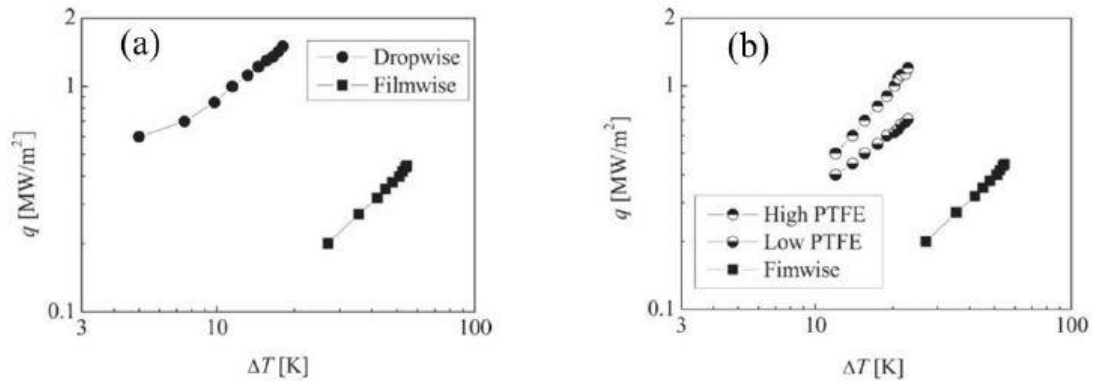 (a)
2
1
0.1
q [MW/m²]
Dropwise
Filmwise
3
10
100
ΔT [K]
(b)
2
1
0.1
q [MW/m²]
High PTFE
Low PTFE
Fimwise
3
10
100
ΔT [K]